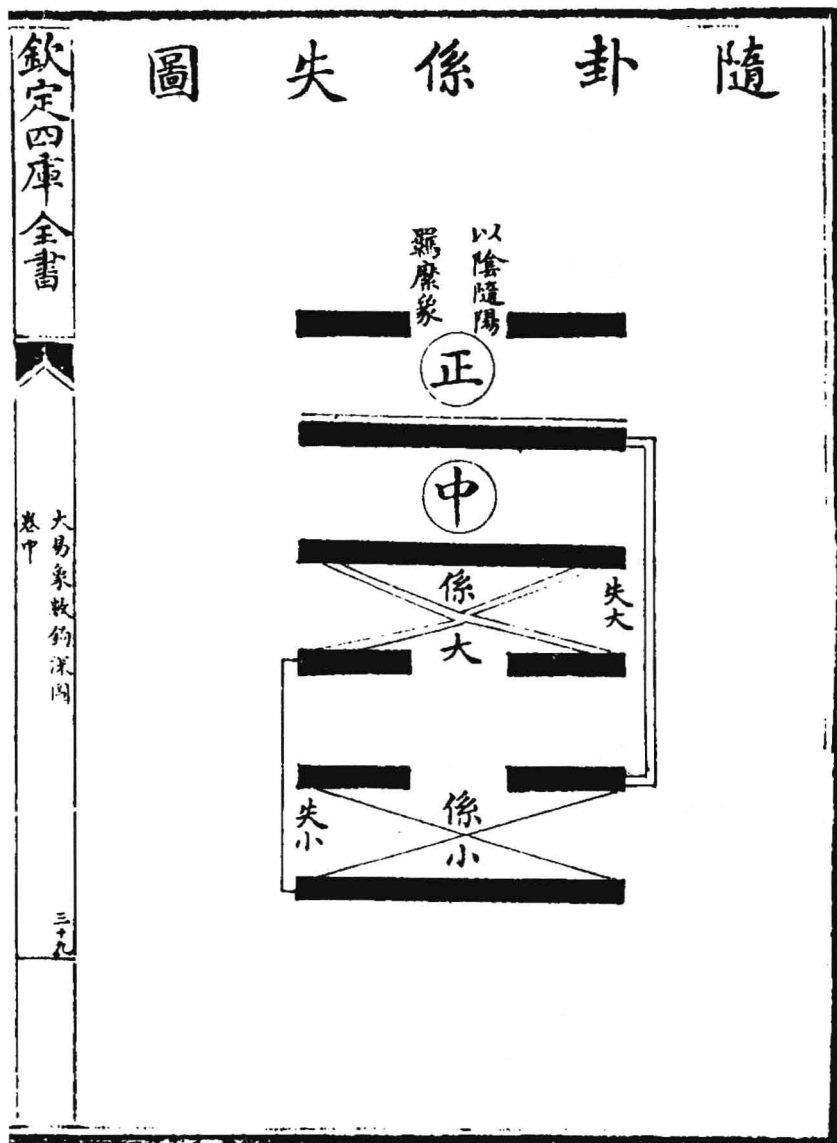 隨卦係失圖
以陰隨陽
羈縻象
正
中
係大
失大
係小
失小
欽定四庫全書
大易象數鈎深圖
卷中
三十九